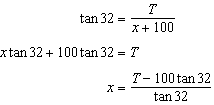 tan 32 = T / (x + 100)
x tan 32 + 100 tan 32 = T
x = (T − 100 tan 32) / (tan 32)